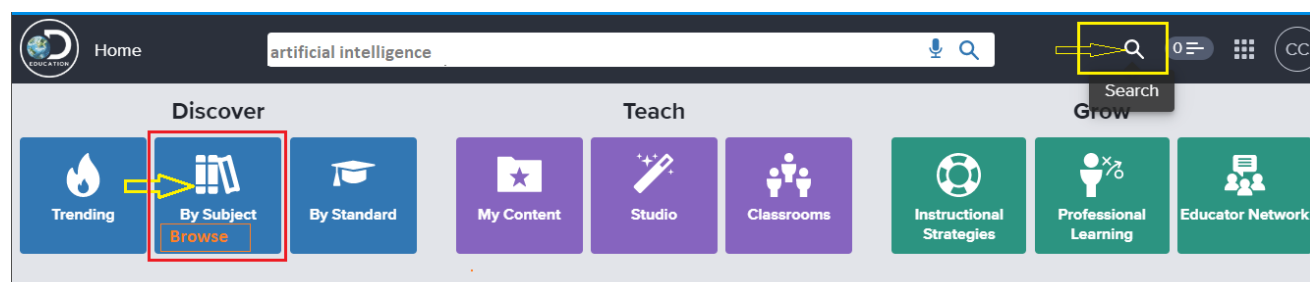 EDUCATION
Home
artificial intelligence
0
CC
Search
Discover
Teach
Grow
Trending
By Subject
Browse
By Standard
My Content
Studio
Classrooms
Instructional
Strategies
Professional
Learning
Educator Network